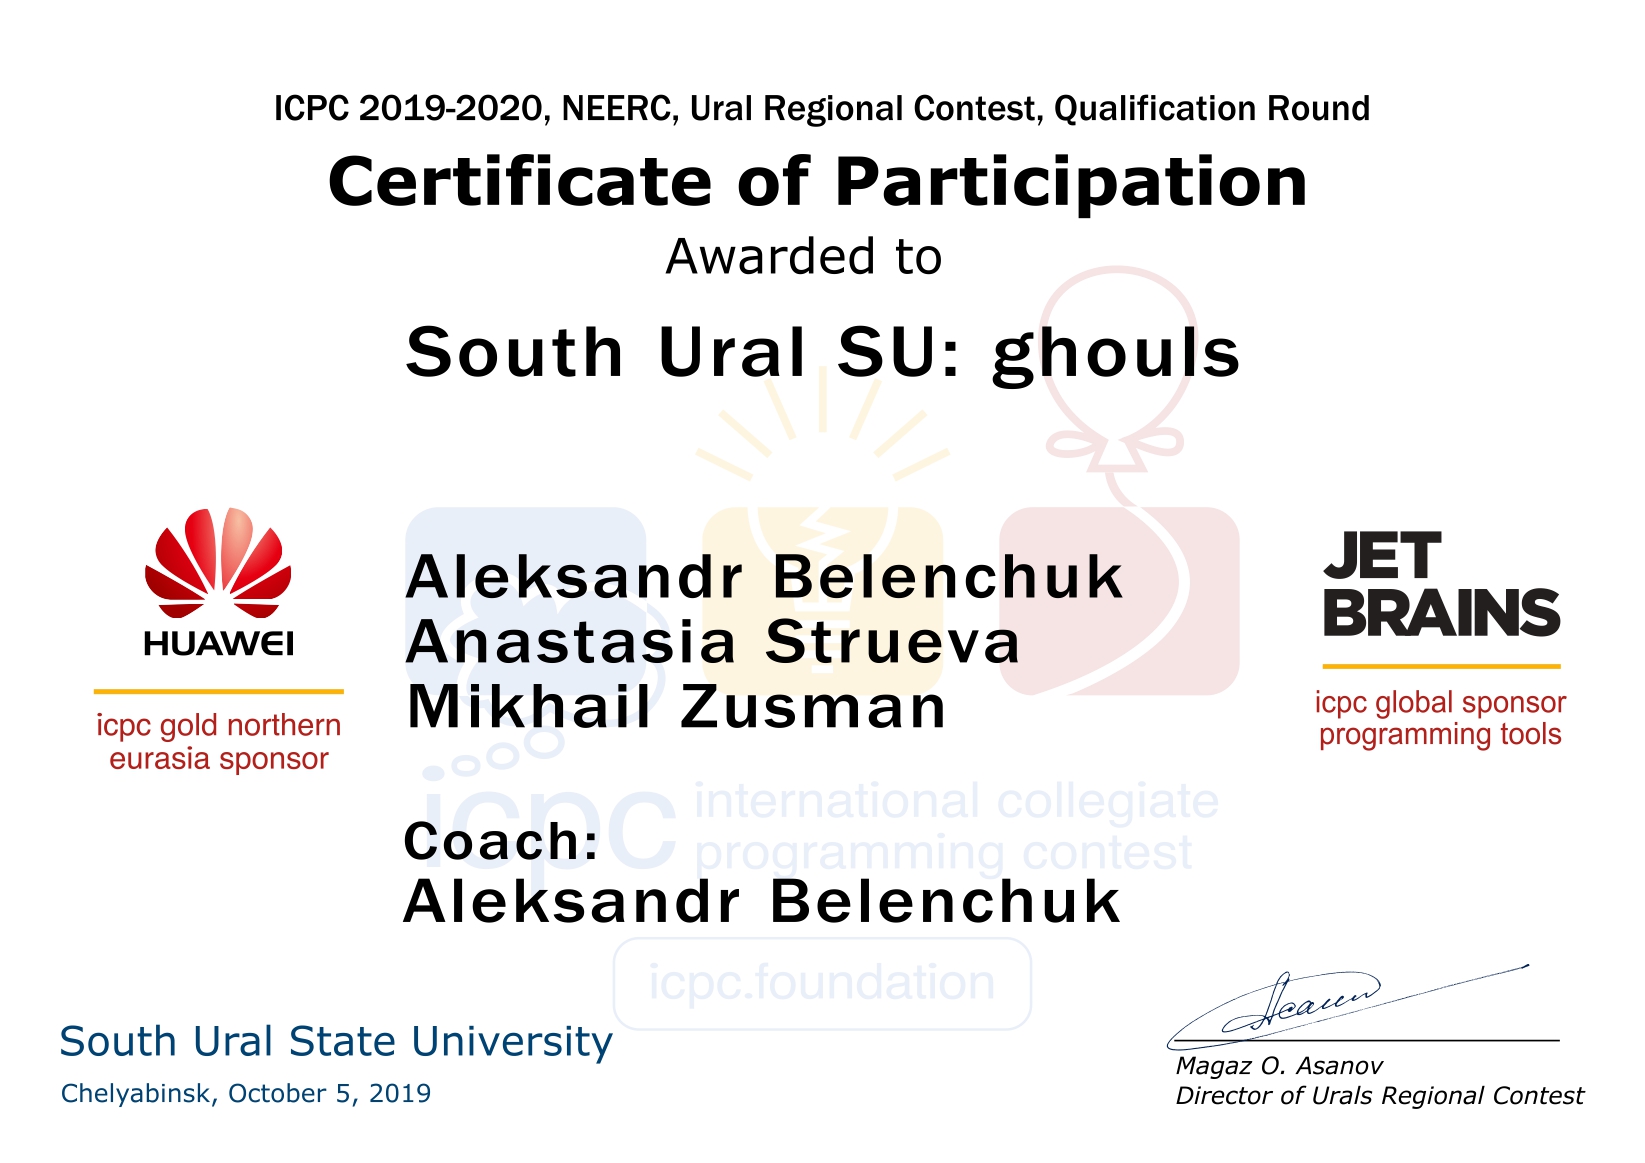 ICPC 2019-2020, NEERC, Ural Regional Contest, Qualification Round
Certificate of Participation
Awarded to
South Ural SU: ghouls
HUAWEI
icpc gold northern
eurasia sponsor
Aleksandr Belenchuk
Anastasia Strueva
Mikhail Zusman
JET
BRAINS
icpc global sponsor
programming tools
icpc international collegiate
programming contest
Coach:
Aleksandr Belenchuk
icpc.foundation
South Ural State University
Chelyabinsk, October 5, 2019
Magaz O. Asanov
Director of Urals Regional Contest